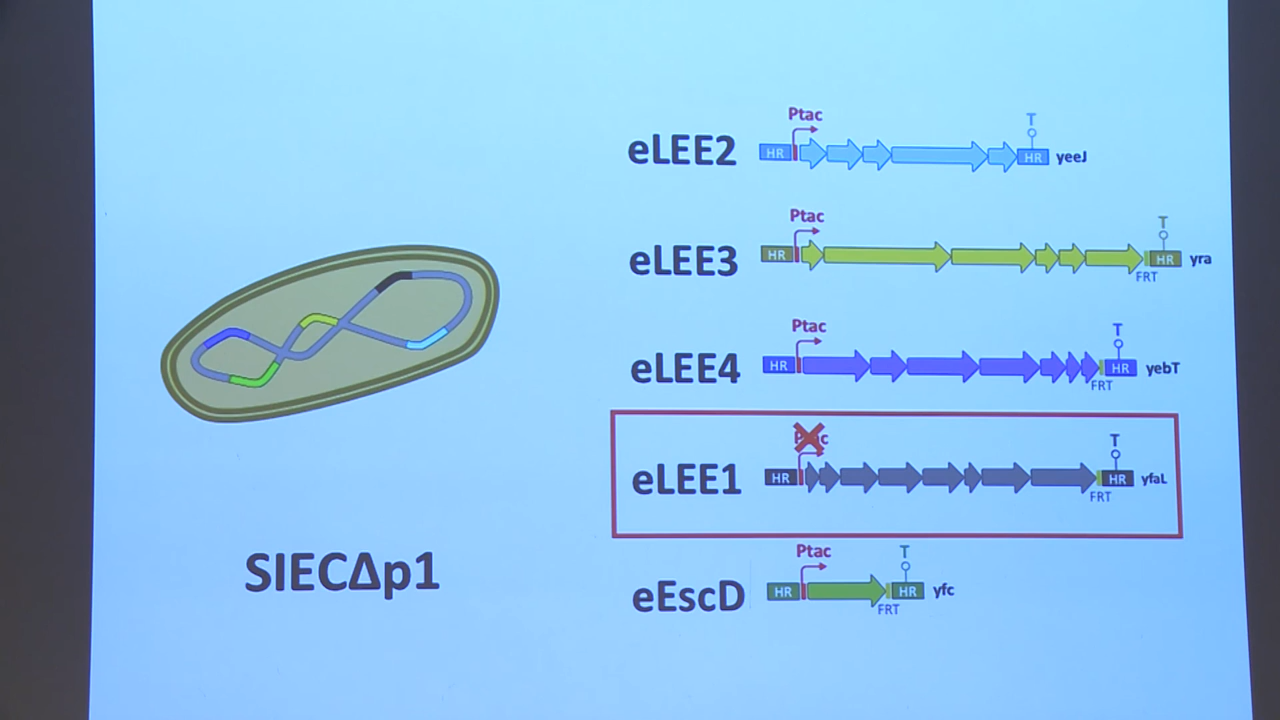 Ptac
T
eLEE2
HR
HR
yeeJ
Ptac
T
eLEE3
HR
HR
yra
FRT
Ptac
T
eLEE4
HR
HR
yebT
FRT
Ptac
T
eLEE1
HR
HR
yfaL
FRT
Ptac
T
eEscD
HR
HR
yfc
FRT
SIECΔp1